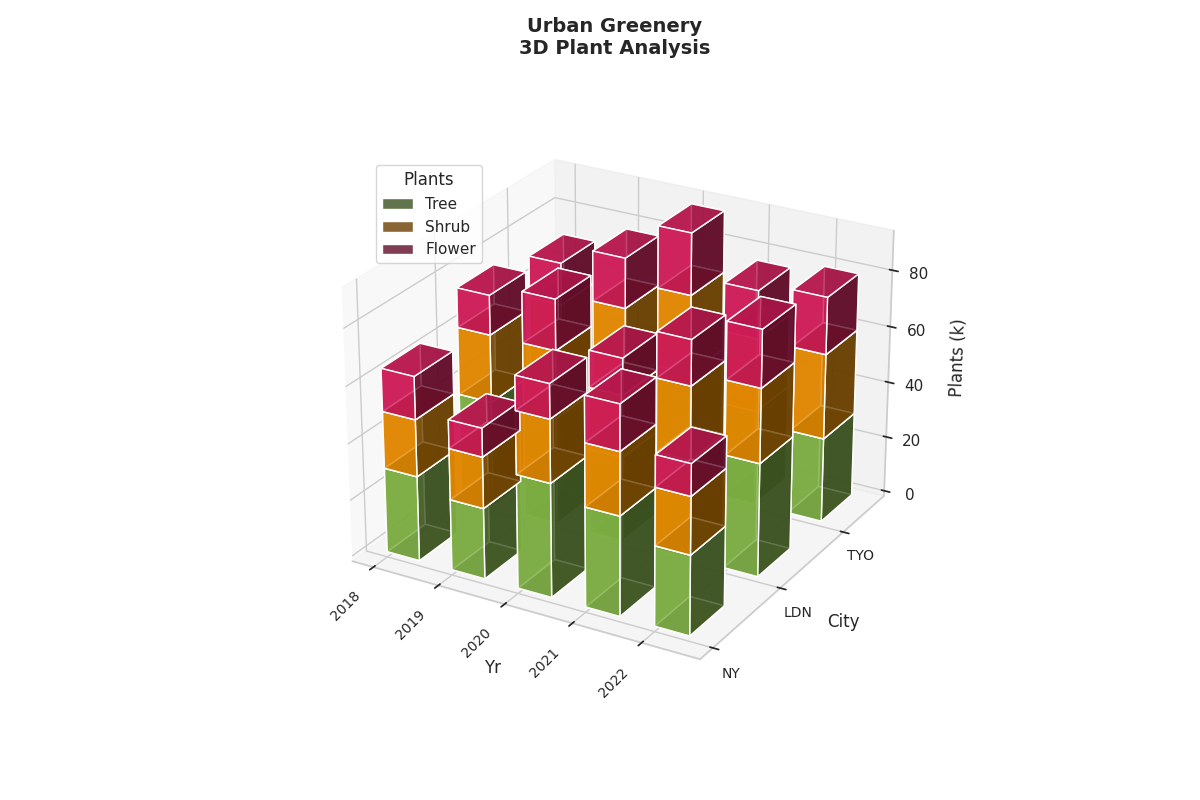 Urban Greenery
3D Plant Analysis
Plants
Tree
Shrub
Flower
80
60
40
20
0
Plants (k)
TYO
LDN
NY
City
2018
2019
2020
2021
2022
Yr